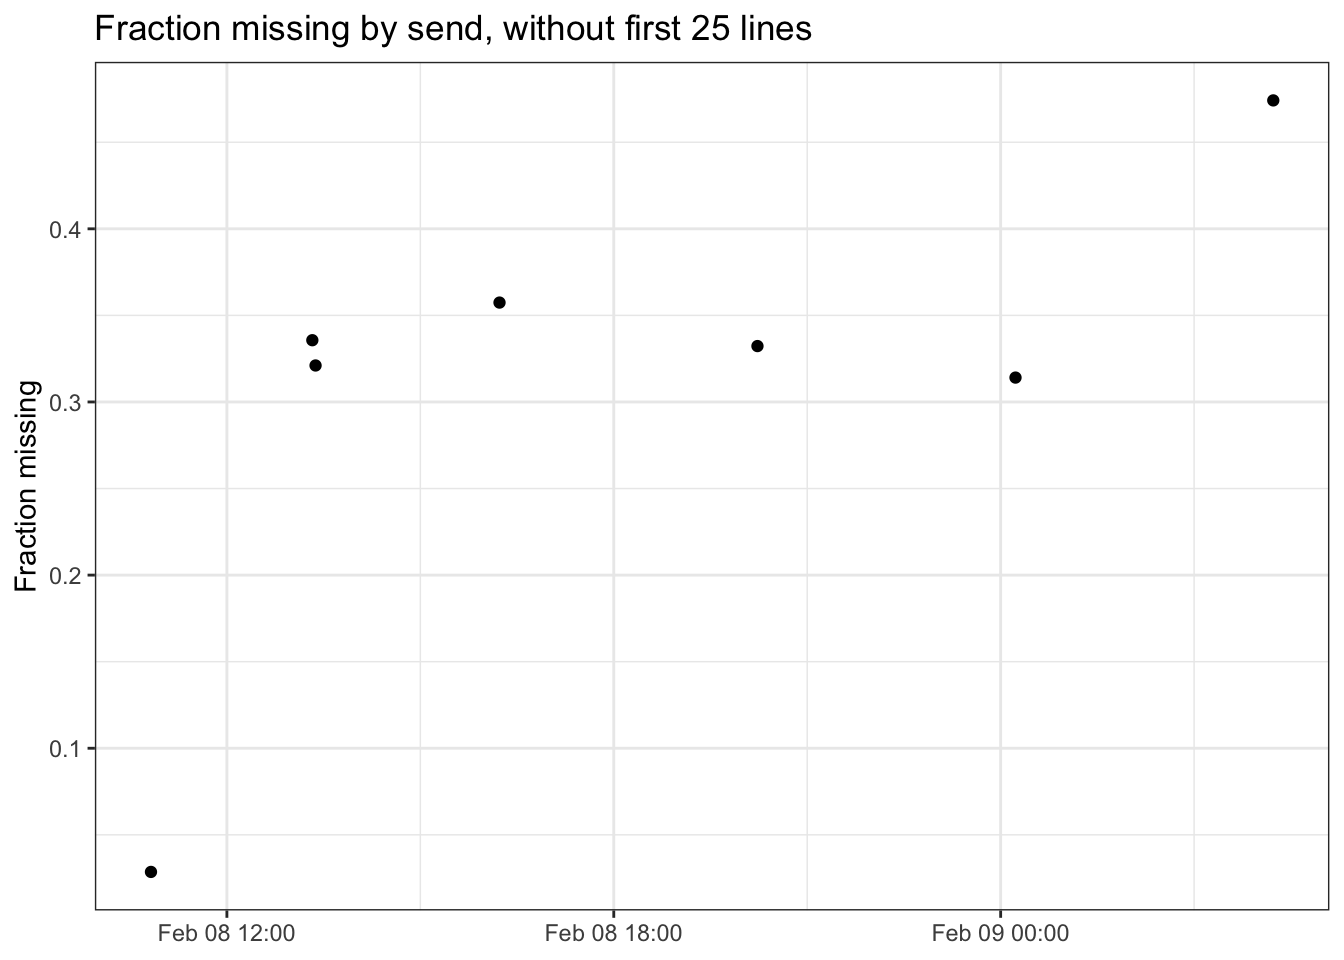 Fraction missing by send, without first 25 lines
Fraction missing
0.4
0.3
0.2
0.1
Feb 08 12:00
Feb 08 18:00
Feb 09 00:00